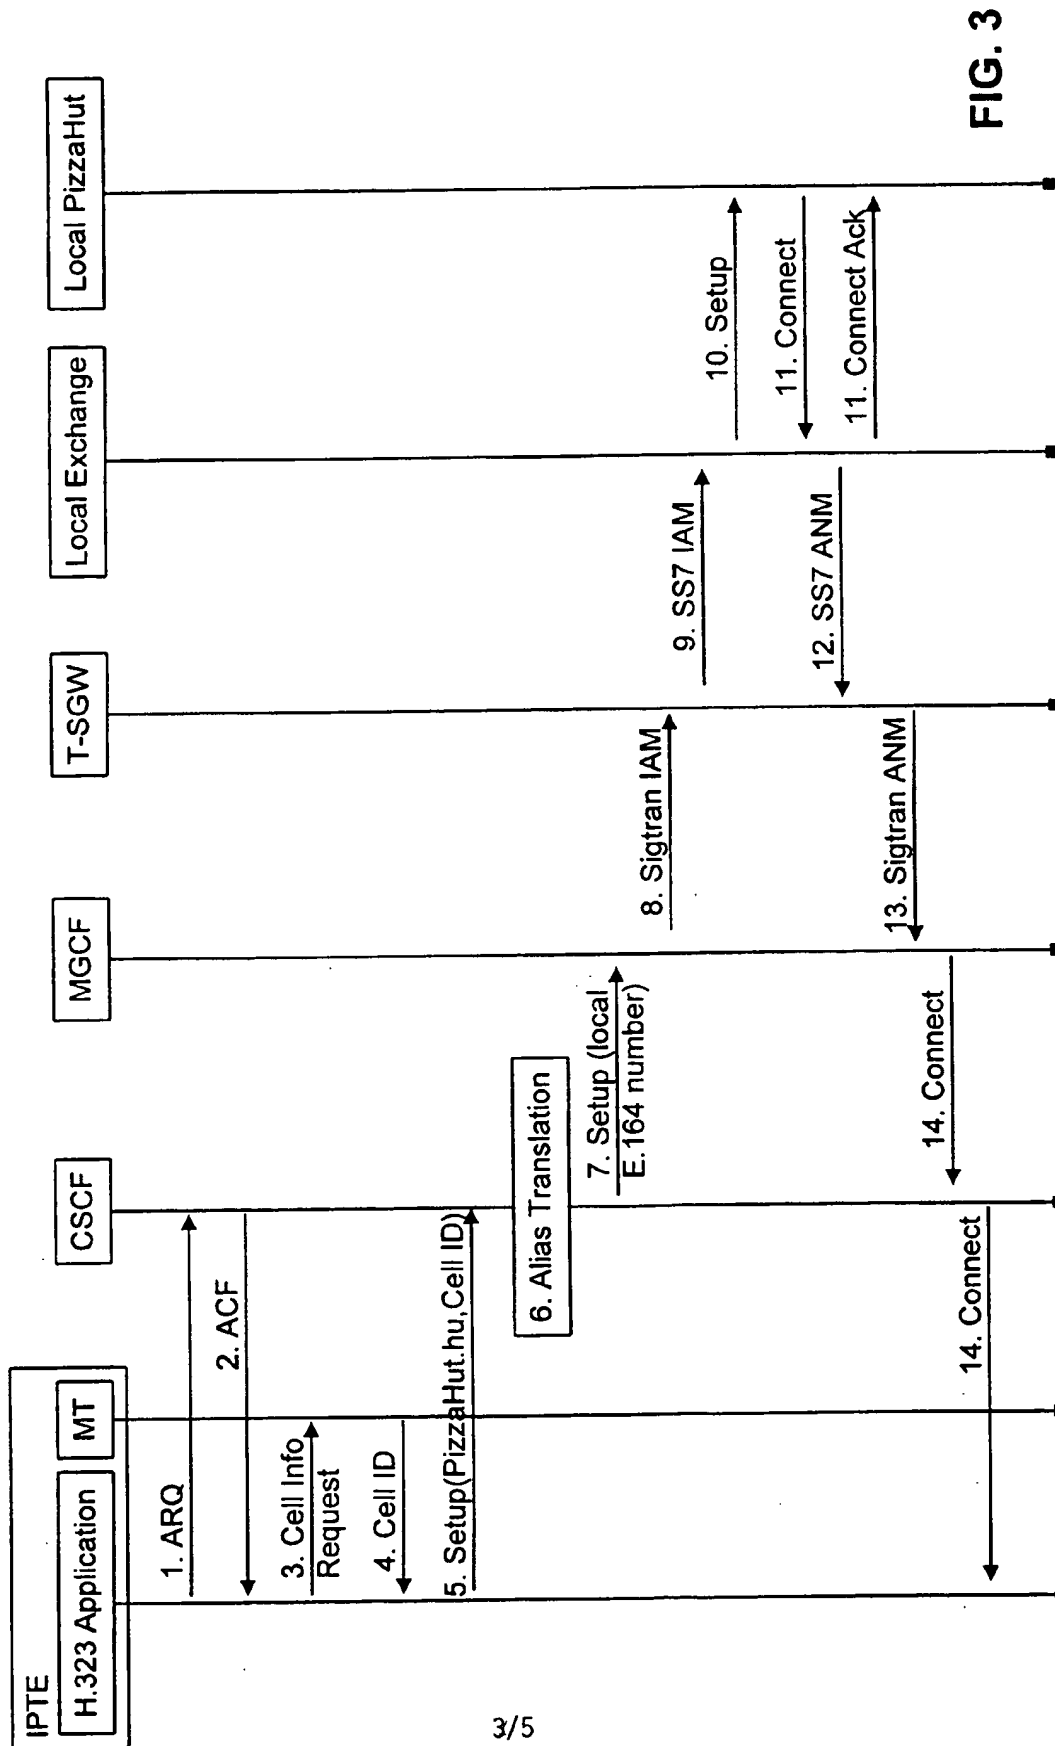 IPTE
H.323 Application
MT
CSCF
MGCF
T-SGW
Local Exchange
Local PizzaHut
1. ARQ
2. ACF
3. Cell Info
Request
4. Cell ID
5. Setup(PizzaHut.hu,Cell ID)
6. Alias Translation
7. Setup (local
E.164 number)
8. Sigtran IAM
9. SS7 IAM
10. Setup
11. Connect
12. SS7 ANM
11. Connect Ack
13. Sigtran ANM
14. Connect
14. Connect
FIG. 3
3/5